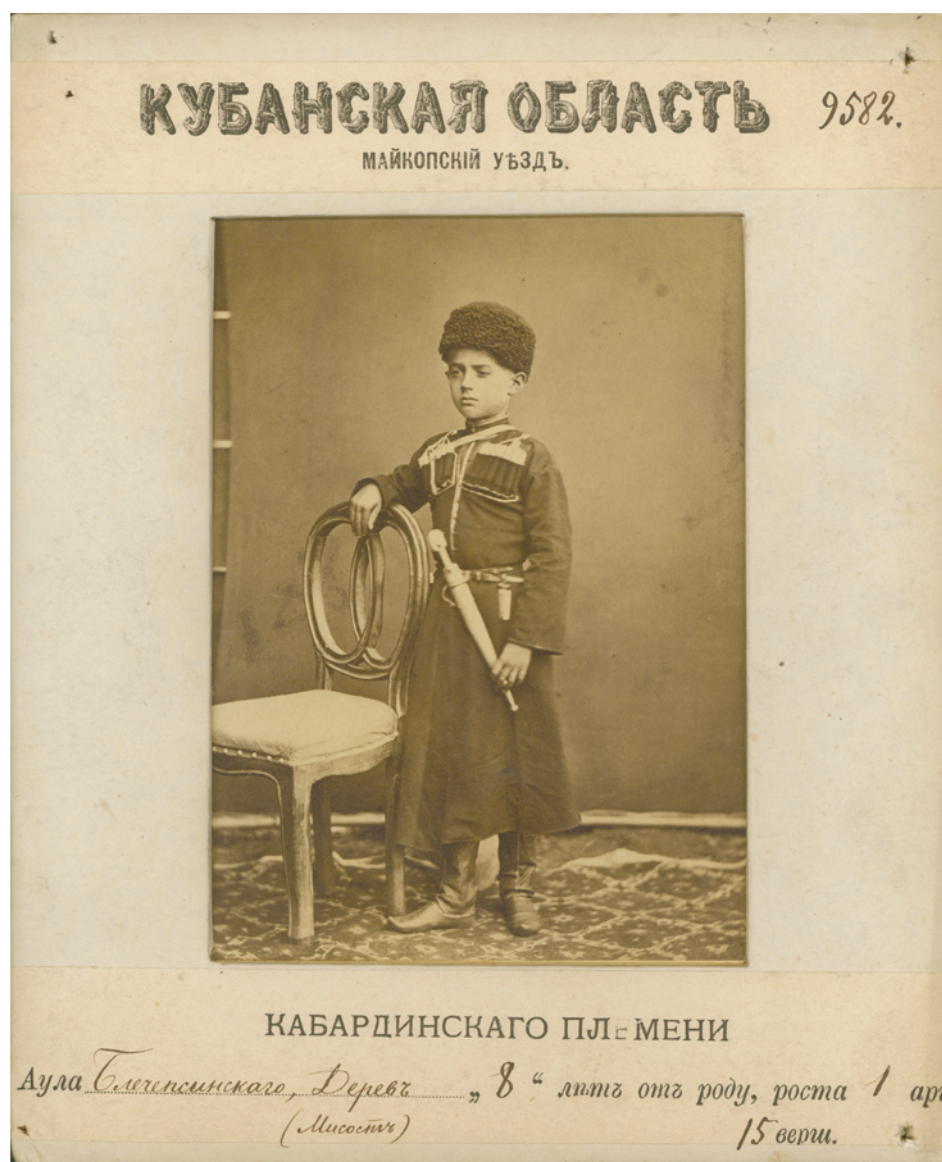 КУБАНСКАЯ ОБЛАСТЬ 9582.
МАЙКОПСКІЙ УѢЗДЪ.
КАБАРДИНСКАГО ПЛЕМЕНИ
Аула Блечепсинскаго, Деревъ „ 8 “ лѣтъ отъ роду, роста 1 ар
(Мисостъ) 15 верш.